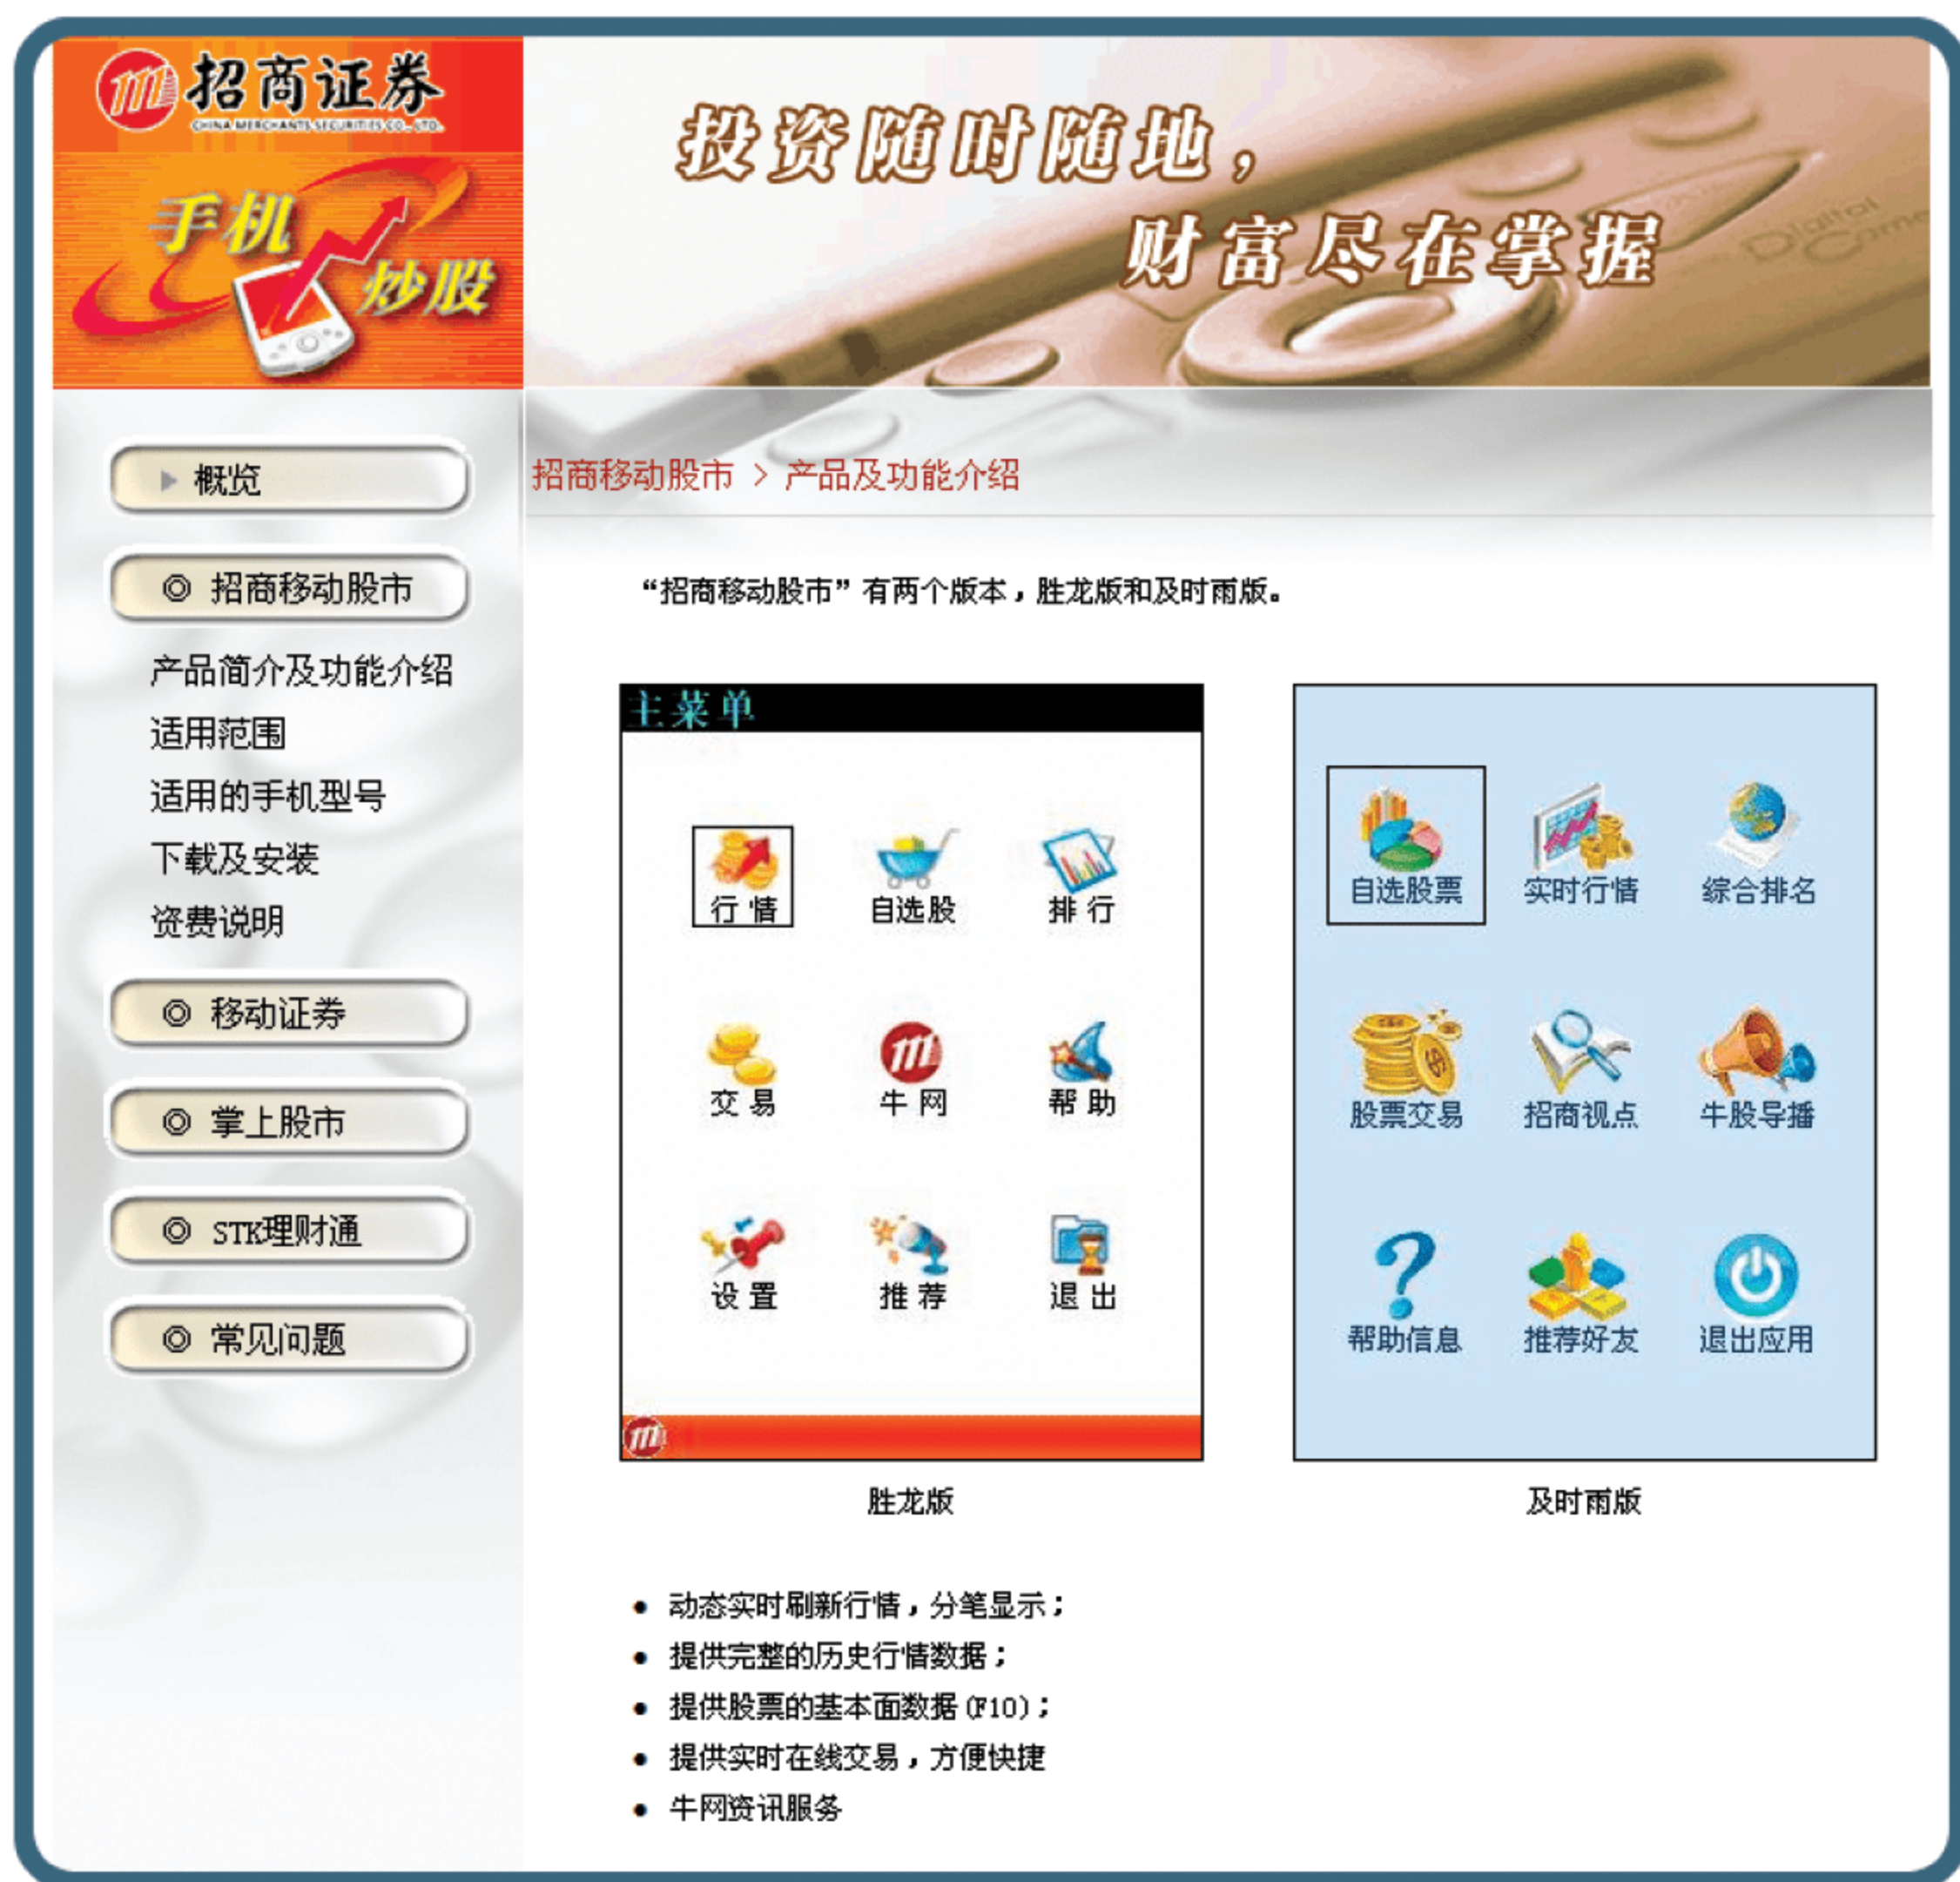 招商证券
CHINA MERCHANTS SECURITIES CO., LTD.
手机
炒股
投资随时随地，
财富尽在掌握
概览
◎ 招商移动股市
产品简介及功能介绍
适用范围
适用的手机型号
下载及安装
资费说明
◎ 移动证券
◎ 掌上股市
◎ STK理财通
◎ 常见问题
招商移动股市 > 产品及功能介绍
“招商移动股市”有两个版本，胜龙版和及时雨版。
主菜单
行情 自选股 排行
交易 牛网 帮助
设置 推荐 退出
胜龙版
自选股票 实时行情 综合排名
股票交易 招商视点 牛股导播
帮助信息 推荐好友 退出应用
及时雨版
● 动态实时刷新行情，分笔显示；
● 提供完整的历史行情数据；
● 提供股票的基本面数据(F10)；
● 提供实时在线交易，方便快捷
● 牛网资讯服务